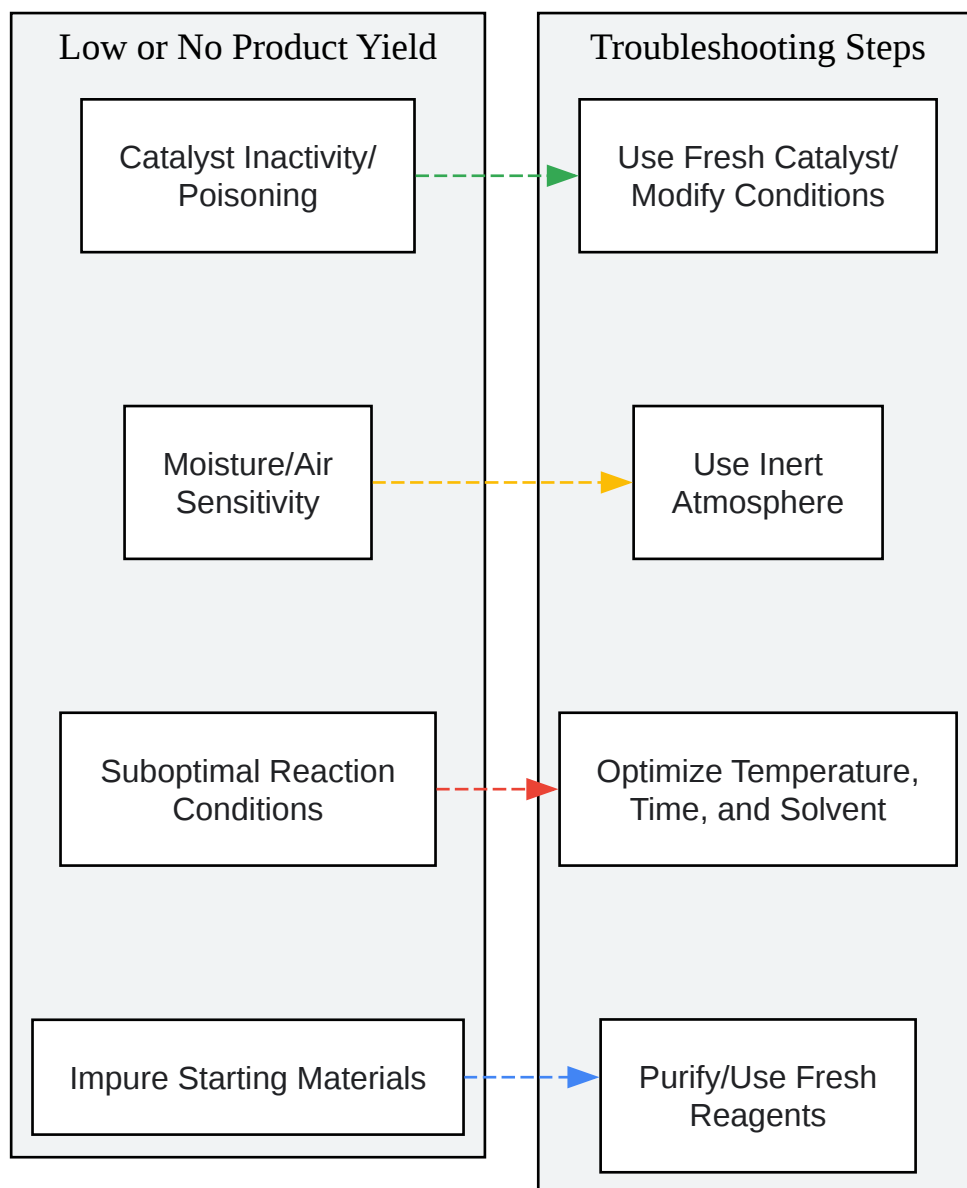 Low or No Product Yield
Catalyst Inactivity/
Poisoning
Moisture/Air
Sensitivity
Suboptimal Reaction
Conditions
Impure Starting Materials
Troubleshooting Steps
Use Fresh Catalyst/
Modify Conditions
Use Inert
Atmosphere
Optimize Temperature,
Time, and Solvent
Purify/Use Fresh
Reagents